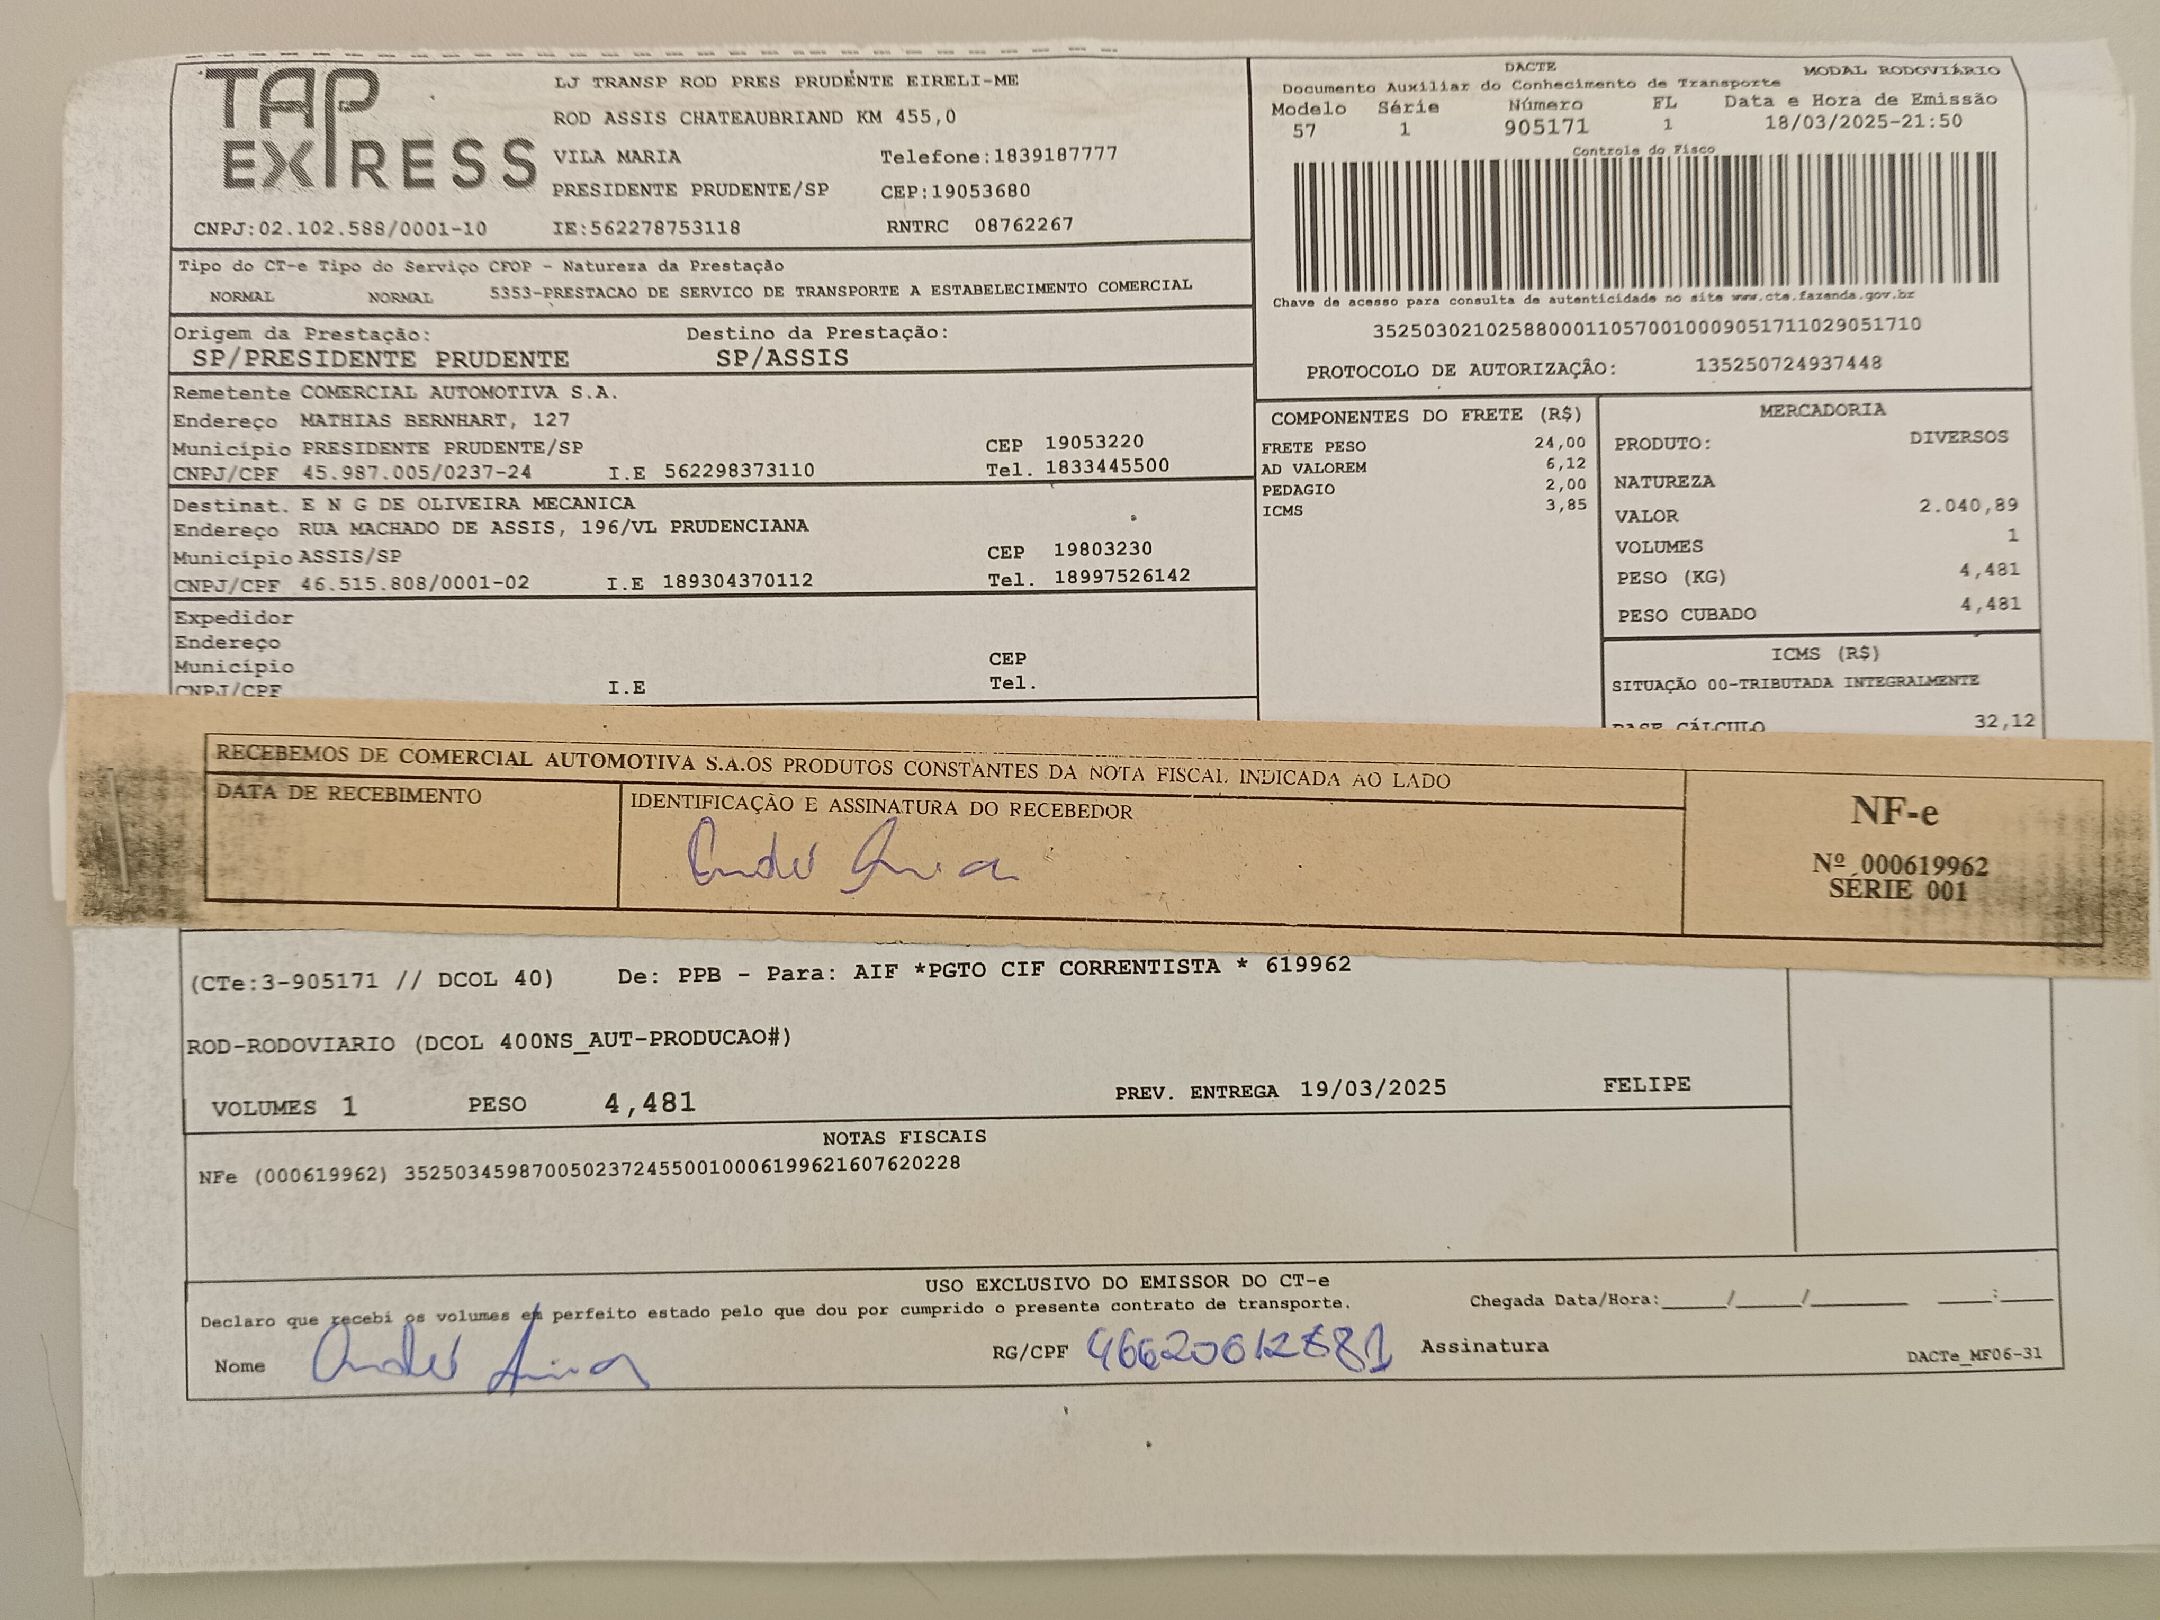 TAP EXPRESS
LJ TRANSP ROD PRES PRUDENTE EIRELI-ME
ROD ASSIS CHATEAUBRIAND KM 455,0
VILA MARIA Telefone:1839187777
PRESIDENTE PRUDENTE/SP CEP:19053680
CNPJ:02.102.588/0001-10 IE:562278753118 RNTRC 08762267
DACTE MODAL RODOVIÁRIO
Documento Auxiliar do Conhecimento de Transporte
Modelo Série Número FL Data e Hora de Emissão
57 1 905171 1 18/03/2025-21:50
Controle do Fisco
Chave de acesso para consulta de autenticidade no site www.cte.fazenda.gov.br
35250302102588000110570010009051711029051710
PROTOCOLO DE AUTORIZAÇÂO: 135250724937448
Tipo do CT-e Tipo do Serviço CFOP - Natureza da Prestação
NORMAL NORMAL 5353-PRESTACAO DE SERVICO DE TRANSPORTE A ESTABELECIMENTO COMERCIAL
Origem da Prestação: Destino da Prestação:
SP/PRESIDENTE PRUDENTE SP/ASSIS
Remetente COMERCIAL AUTOMOTIVA S.A.
Endereço MATHIAS BERNHART, 127
Município PRESIDENTE PRUDENTE/SP CEP 19053220
CNPJ/CPF 45.987.005/0237-24 I.E 562298373110 Tel. 1833445500
Destinat. E N G DE OLIVEIRA MECANICA
Endereço RUA MACHADO DE ASSIS, 196/VL PRUDENCIANA
Município ASSIS/SP CEP 19803230
CNPJ/CPF 46.515.808/0001-02 I.E 189304370112 Tel. 18997526142
Expedidor
Endereço
Município CEP
CNPJ/CPF I.E Tel.
COMPONENTES DO FRETE (R$)
FRETE PESO 24,00
AD VALOREM 6,12
PEDAGIO 2,00
ICMS 3,85
MERCADORIA
PRODUTO: DIVERSOS
NATUREZA
VALOR 2.040,89
VOLUMES 1
PESO (KG) 4,481
PESO CUBADO 4,481
ICMS (R$)
SITUAÇÃO 00-TRIBUTADA INTEGRALMENTE
BASE CÁLCULO 32,12
RECEBEMOS DE COMERCIAL AUTOMOTIVA S.A.OS PRODUTOS CONSTANTES DA NOTA FISCAL INDICADA AO LADO
DATA DE RECEBIMENTO IDENTIFICAÇÃO E ASSINATURA DO RECEBEDOR
NF-e
Nº 000619962
SÉRIE 001
(CTe:3-905171 // DCOL 40) De: PPB - Para: AIF *PGTO CIF CORRENTISTA * 619962
ROD-RODOVIARIO (DCOL 400NS_AUT-PRODUCAO#)
VOLUMES 1 PESO 4,481 PREV. ENTREGA 19/03/2025 FELIPE
NOTAS FISCAIS
NFe (000619962) 35250345987005023724550010006199621607620228
USO EXCLUSIVO DO EMISSOR DO CT-e
Declaro que recebi os volumes em perfeito estado pelo que dou por cumprido o presente contrato de transporte. Chegada Data/Hora:_____/_____/_______ ____:____
Nome RG/CPF Assinatura
DACTe_MF06-31